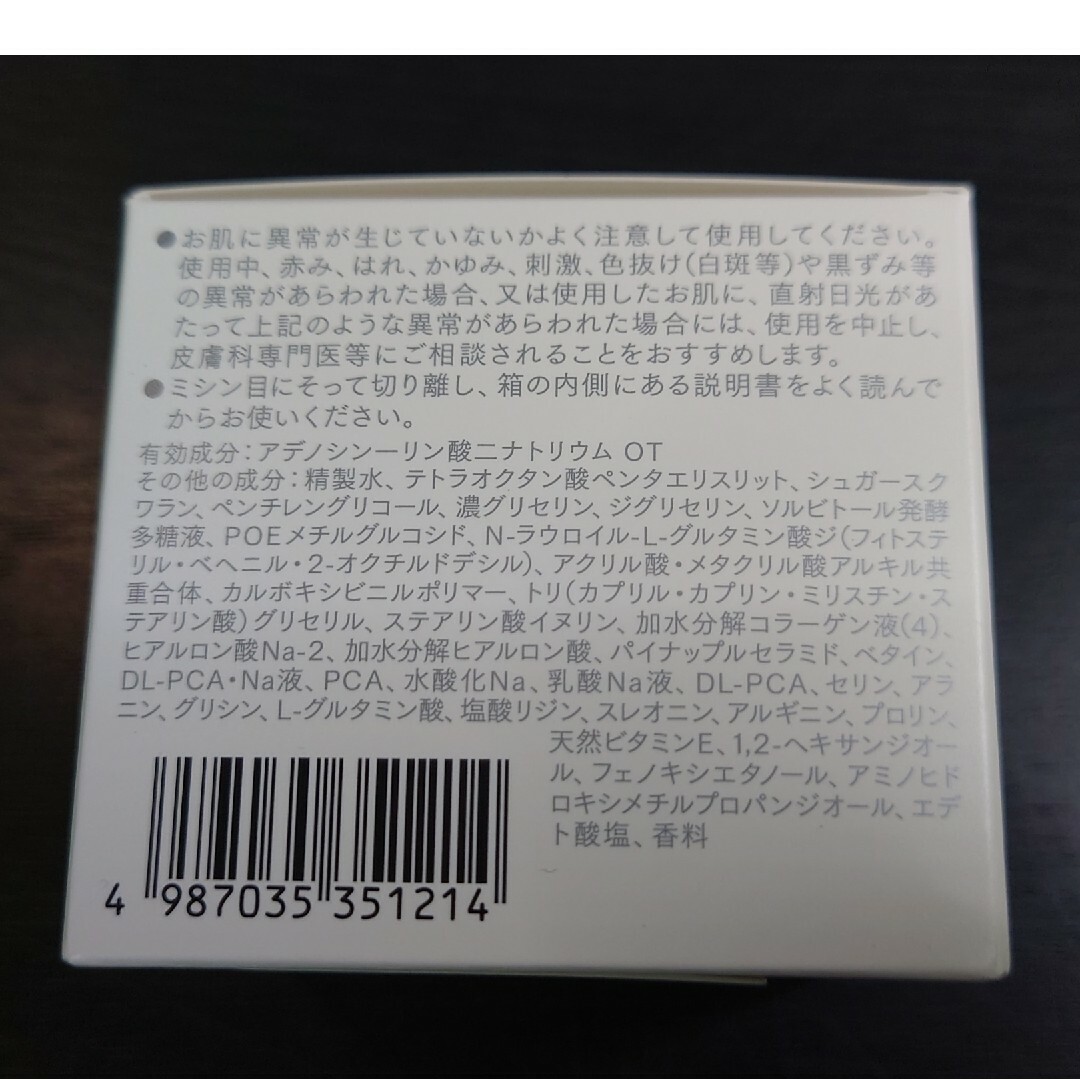 ●お肌に異常が生じていないかよく注意して使用してください。
使用中、赤み、はれ、かゆみ、刺激、色抜け(白斑等)や黒ずみ等
の異常があらわれた場合、又は使用したお肌に、直射日光があ
たって上記のような異常があらわれた場合には、使用を中止し、
皮膚科専門医等にご相談されることをおすすめします。
●ミシン目にそって切り離し、箱の内側にある説明書をよく読んで
からお使いください。
有効成分：アデノシン一リン酸二ナトリウム OT
その他の成分：精製水、テトラオクタン酸ペンタエリスリット、シュガースク
ワラン、ペンチレングリコール、濃グリセリン、ジグリセリン、ソルビトール発酵
多糖液、POEメチルグルコシド、N-ラウロイル-L-グルタミン酸ジ(フィトステ
リル・ベヘニル・2-オクチルドデシル)、アクリル酸・メタクリル酸アルキル共
重合体、カルボキシビニルポリマー、トリ(カプリル・カプリン・ミリスチン・ス
テアリン酸)グリセリル、ステアリン酸イヌリン、加水分解コラーゲン液(4)、
ヒアルロン酸Na-2、加水分解ヒアルロン酸、パイナップルセラミド、ベタイン、
DL-PCA・Na液、PCA、水酸化Na、乳酸Na液、DL-PCA、セリン、アラ
ニン、グリシン、L-グルタミン酸、塩酸リジン、スレオニン、アルギニン、プロリン、
天然ビタミンE、1,2-ヘキサンジオー
ル、フェノキシエタノール、アミノヒド
ロキシメチルプロパンジオール、エデ
ト酸塩、香料
4 987035 351214